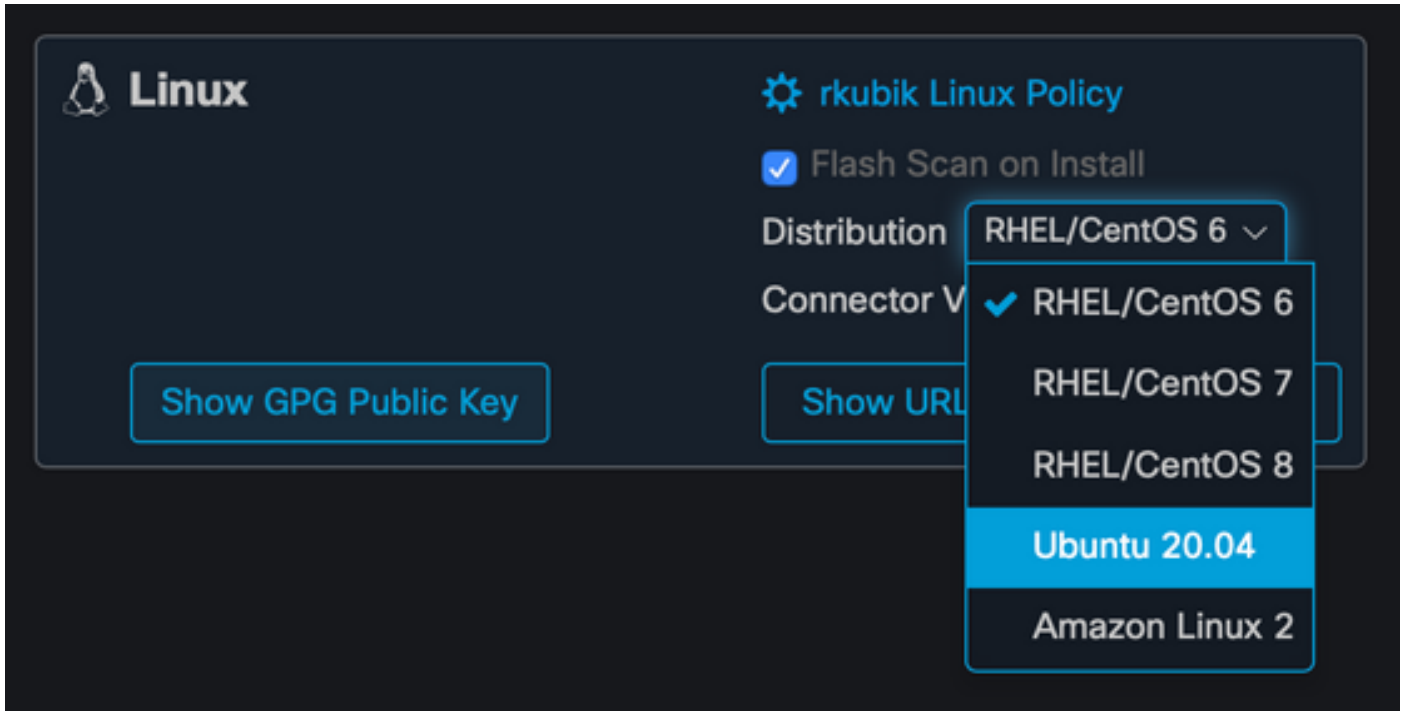 Linux
rkubik Linux Policy
Flash Scan on Install
Distribution RHEL/CentOS 6
Connector V
RHEL/CentOS 6
RHEL/CentOS 7
RHEL/CentOS 8
Ubuntu 20.04
Amazon Linux 2
Show GPG Public Key
Show URL